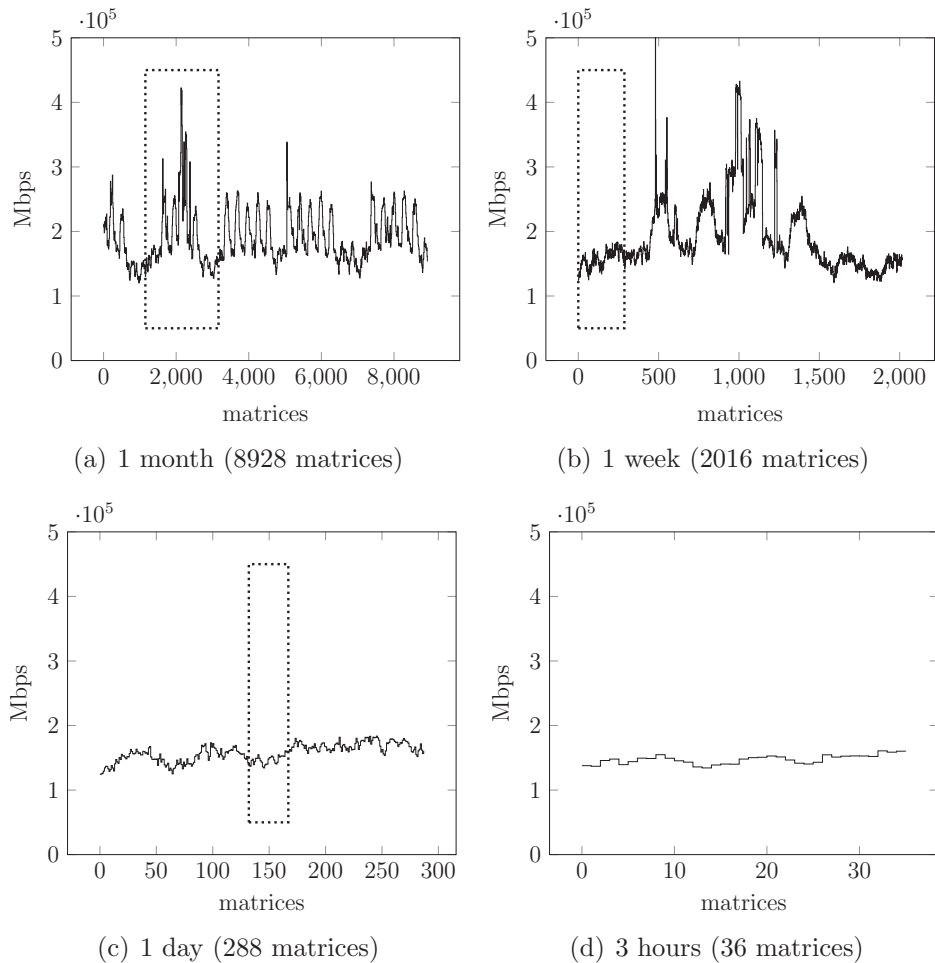 ·10^5
5
4
3
2
1
0
Mbps
0 2,000 4,000 6,000 8,000
matrices
(a) 1 month (8928 matrices)
·10^5
5
4
3
2
1
0
Mbps
0 500 1,000 1,500 2,000
matrices
(b) 1 week (2016 matrices)
·10^5
5
4
3
2
1
0
Mbps
0 50 100 150 200 250 300
matrices
(c) 1 day (288 matrices)
·10^5
5
4
3
2
1
0
Mbps
0 10 20 30
matrices
(d) 3 hours (36 matrices)